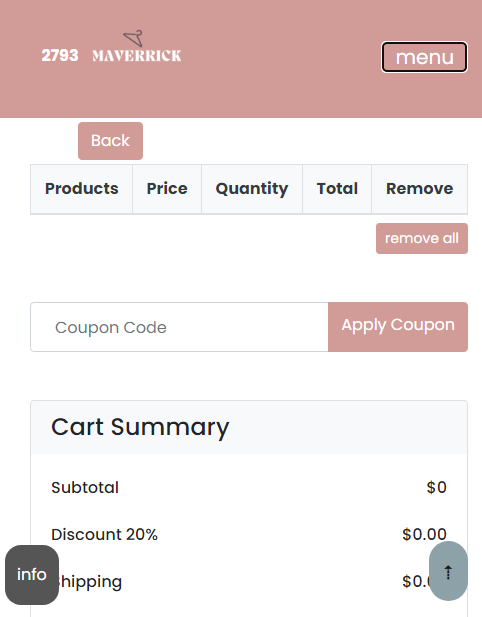 2793 MAVERRICK menu
Back
Products Price Quantity Total Remove
remove all
Coupon Code Apply Coupon
Cart Summary
Subtotal $0
Discount 20% $0.00
info
Shipping